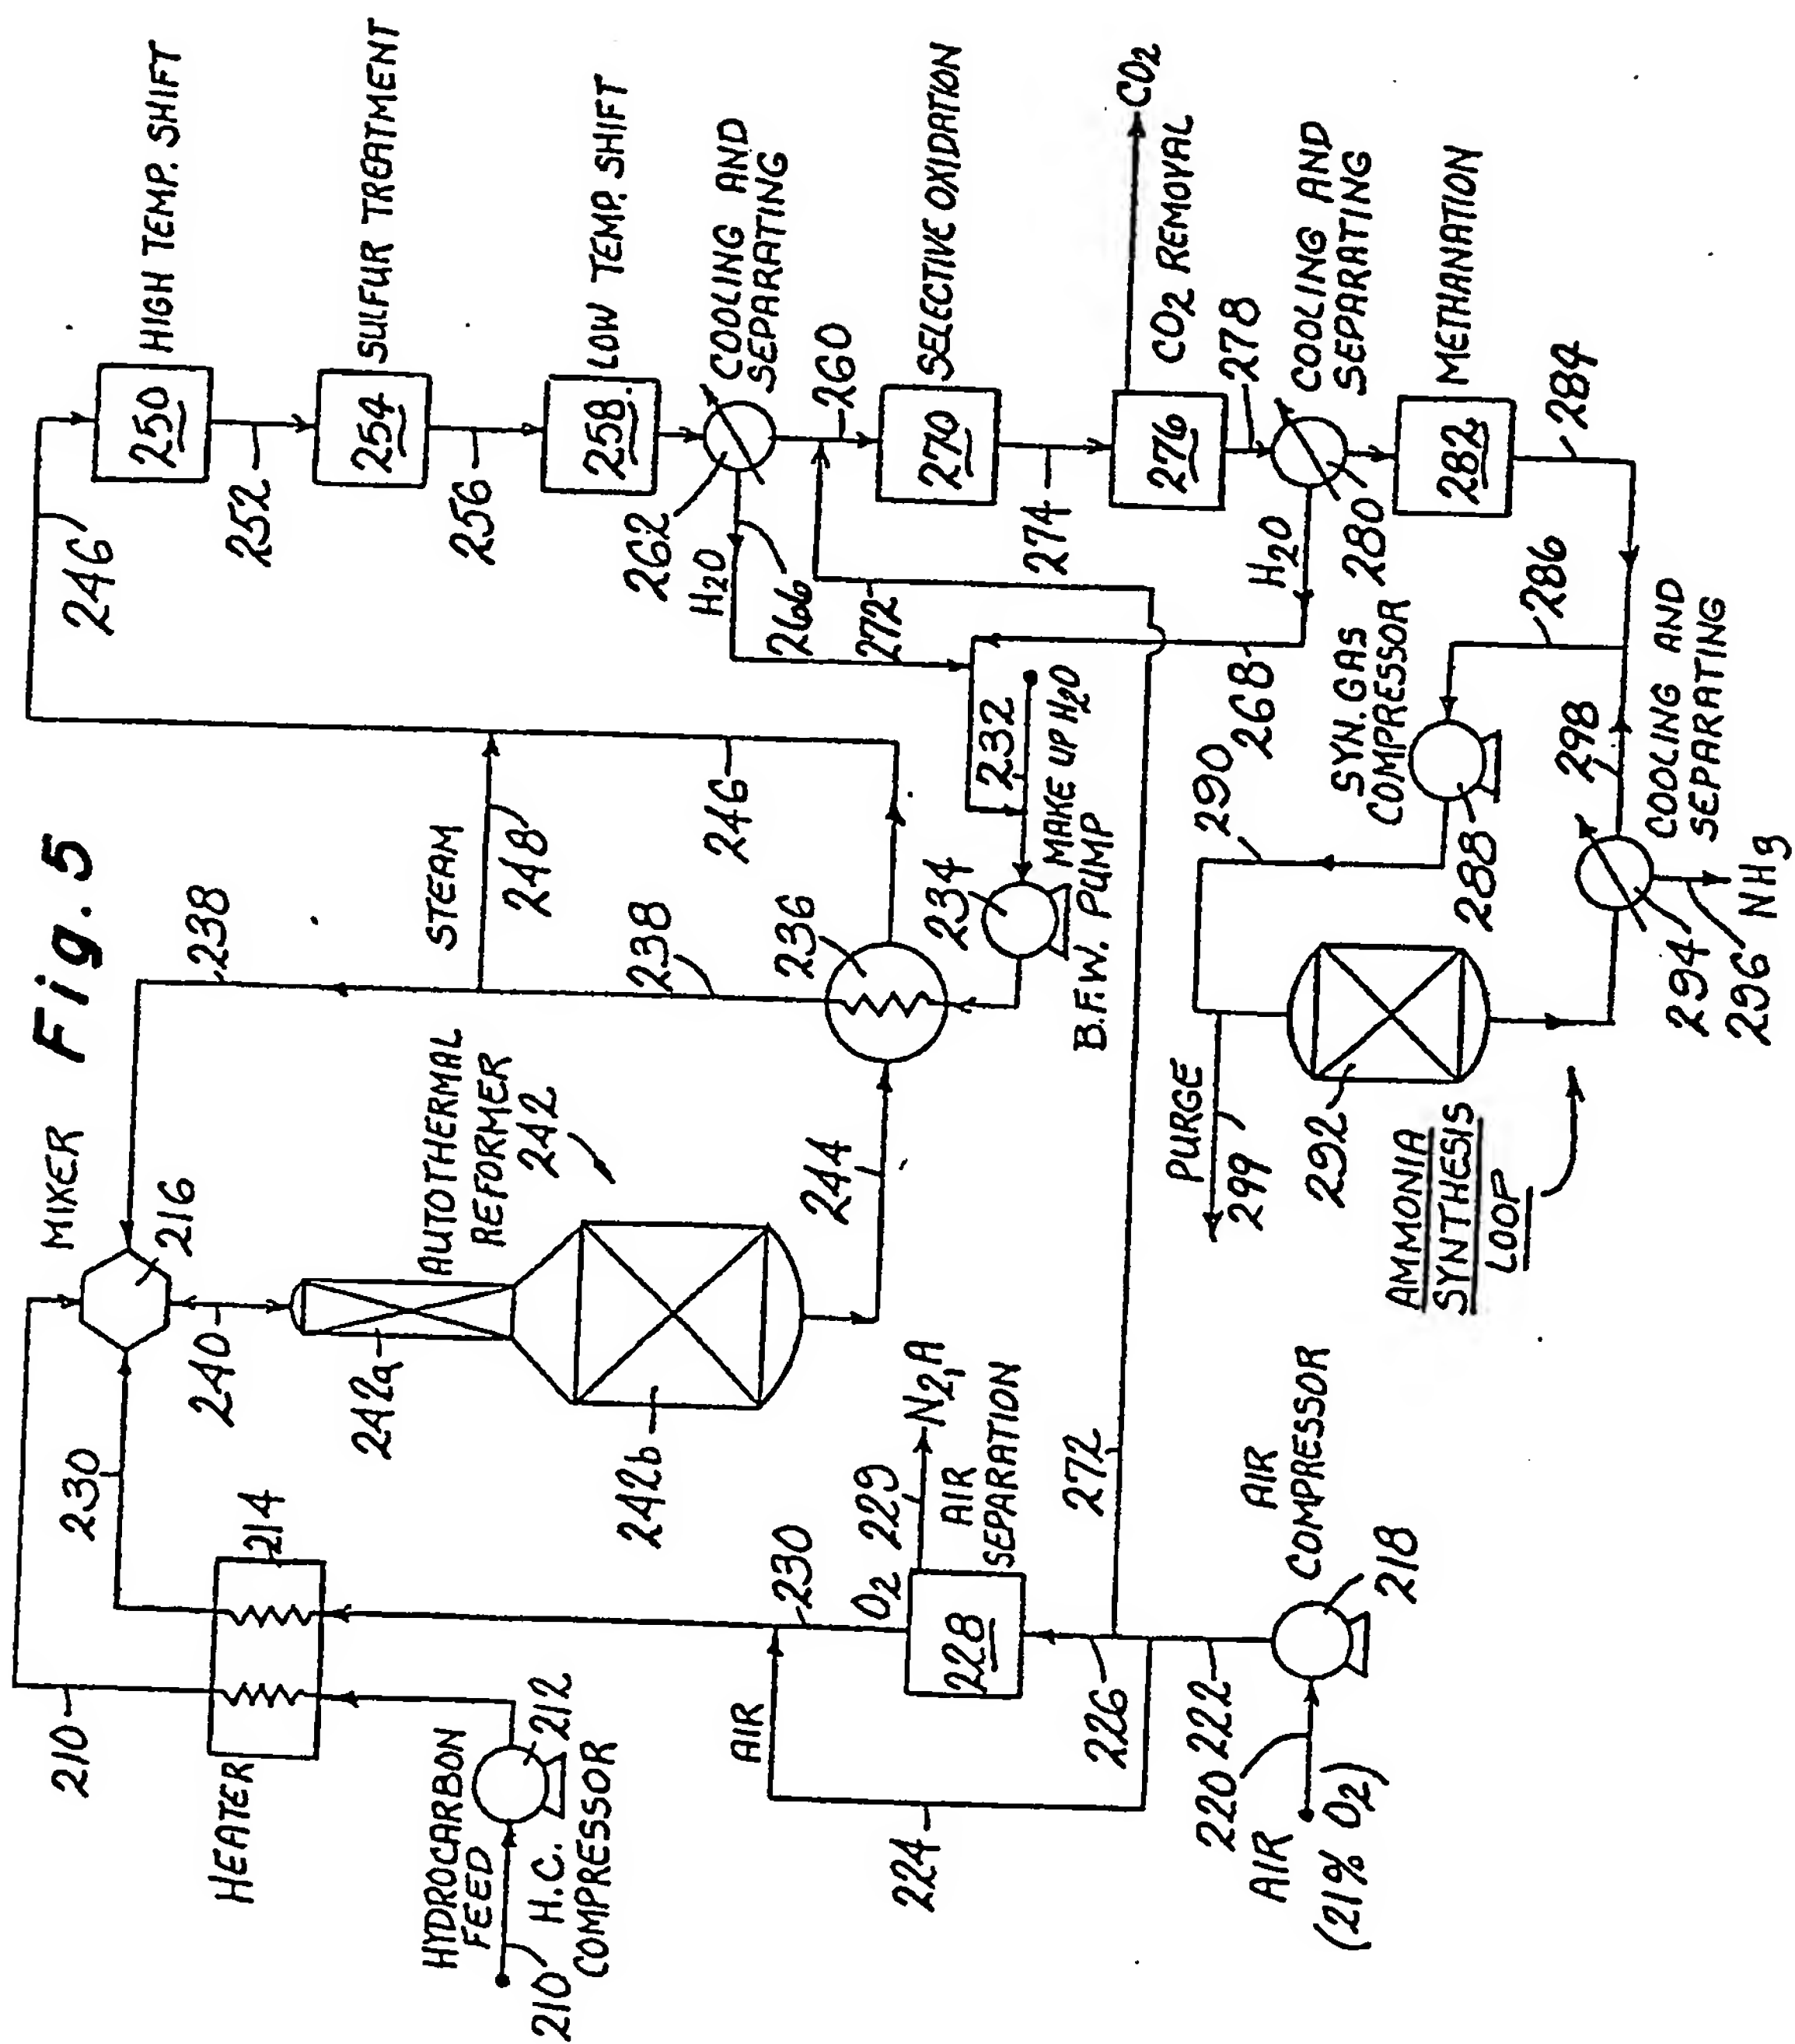 Fig. 5
210
HEATER
214
230
MIXER
216
240
238
STEAM
248
246
246
250
HIGH TEMP. SHIFT
252
254
SULFUR TREATMENT
256
258
LOW TEMP. SHIFT
262
COOLING AND
SEPARATING
H2O
266
260
272
270
SELECTIVE OXIDATION
274
276
CO2 REMOVAL
CO2
278
H2O
280
COOLING AND
SEPARATING
268
282
METHANATION
284
286
HYDROCARBON
FEED
210
212
H.C.
COMPRESSOR
AUTOTHERMAL
REFORMER
242
242a
242b
244
238
236
234
232
MAKE UP H2O
B.F.W. PUMP
AIR
224
230
O2
229
N2,A
AIR
SEPARATION
228
226
272
222
220
AIR
(21% O2)
AIR
COMPRESSOR
218
PURGE
299
290
SYN. GAS
COMPRESSOR
288
292
AMMONIA
SYNTHESIS
LOOP
298
COOLING AND
SEPARATING
294
296
NH3